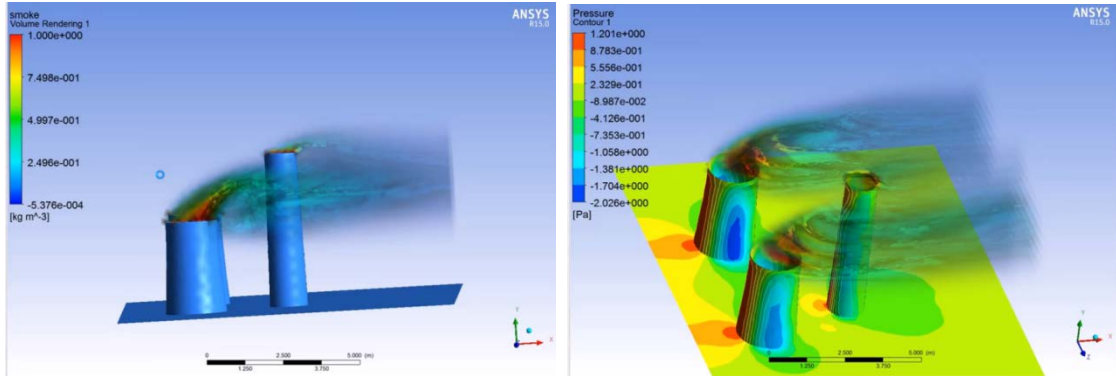 smoke
Volume Rendering 1
1.000e+000
7.498e-001
4.997e-001
2.496e-001
-5.376e-004
[kg m^-3]
ANSYS
R15.0
Y
X
0 2.500 5.000 (m)
1.250 3.750
Pressure
Contour 1
1.201e+000
8.783e-001
5.556e-001
2.329e-001
-8.987e-002
-4.126e-001
-7.353e-001
-1.058e+000
-1.381e+000
-1.704e+000
-2.026e+000
[Pa]
ANSYS
R15.0
Y
X
Z
0 2.500 5.000 (m)
1.250 3.750